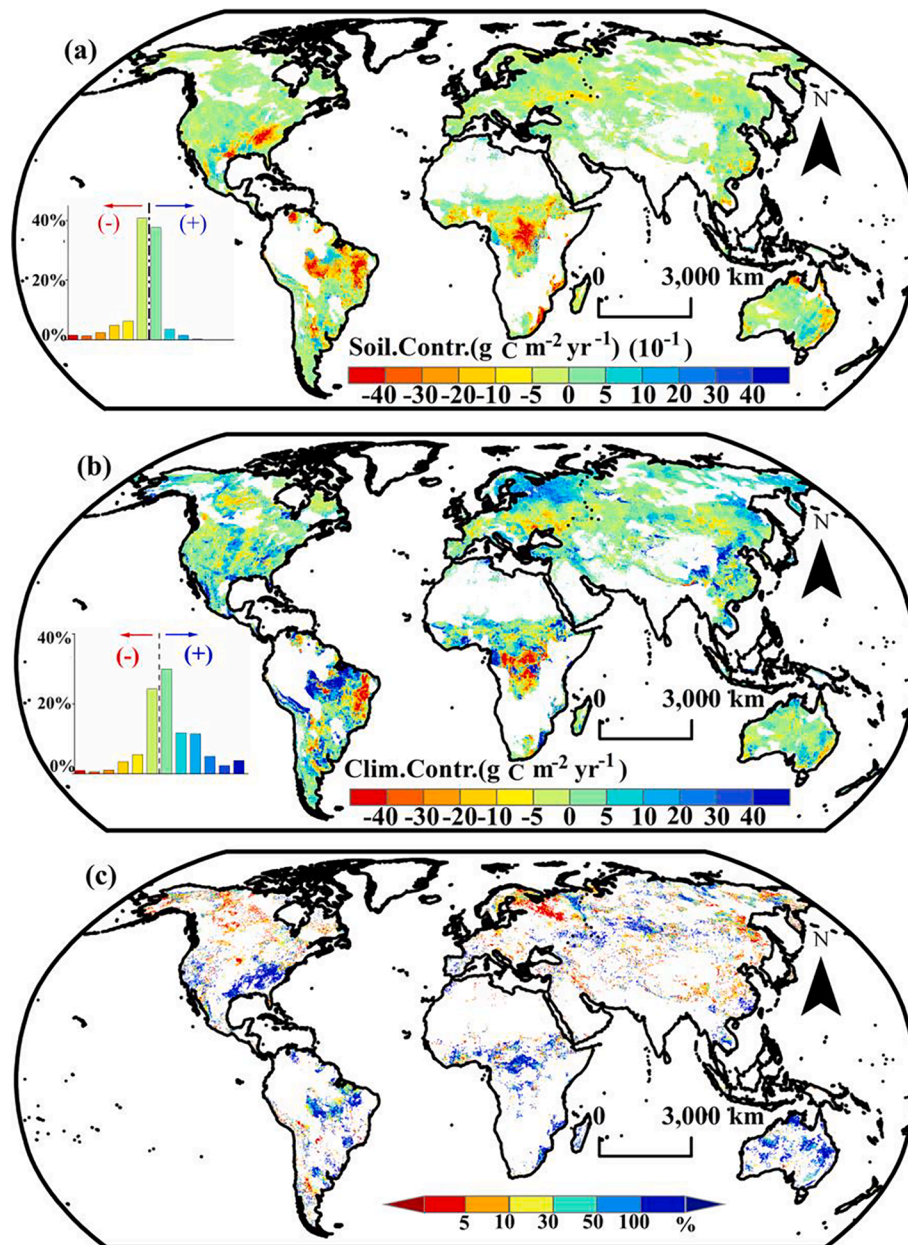 (a)
N
40%
(-) (+)
20%
0%
0 3,000 km
Soil.Contr.(g C m-2 yr-1) (10-1)
-40 -30 -20 -10 -5 0 5 10 20 30 40
(b)
N
40%
(-) (+)
20%
0%
0 3,000 km
Clim.Contr.(g C m-2 yr-1)
-40 -30 -20 -10 -5 0 5 10 20 30 40
(c)
N
0 3,000 km
5 10 30 50 100 %